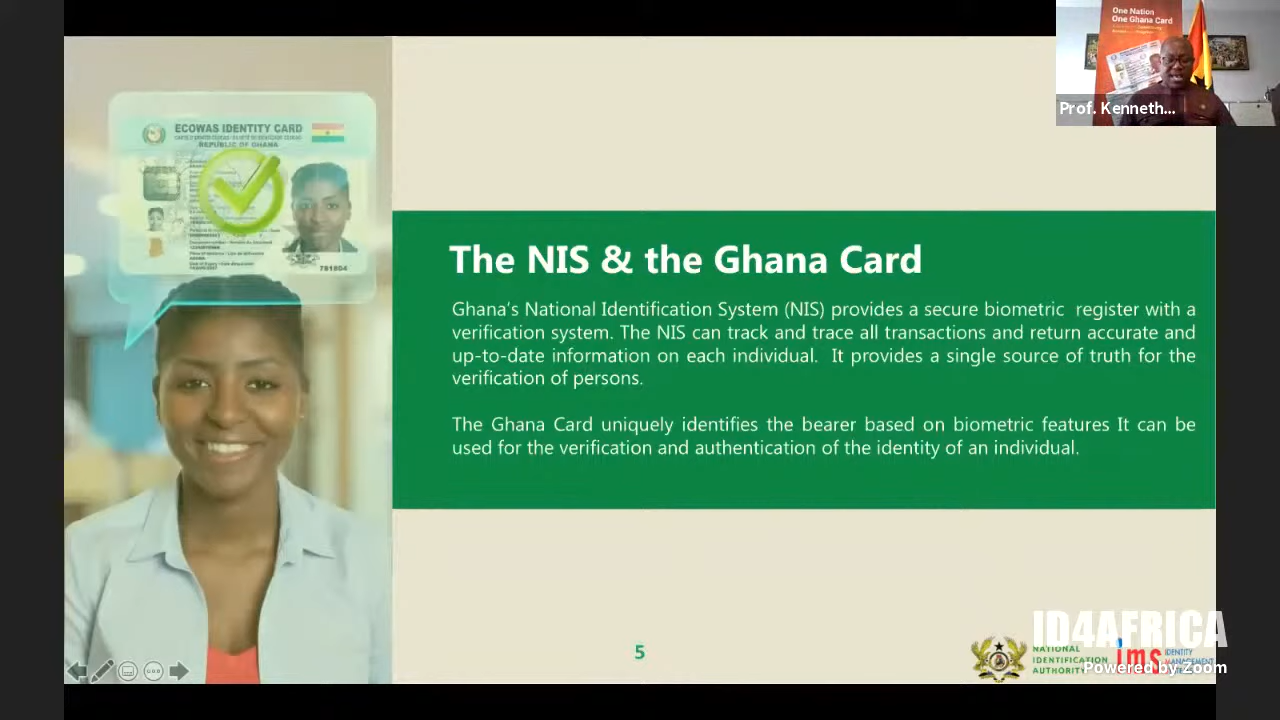 One Nation
One Ghana Card
Prof. Kenneth...
ECOWAS IDENTITY CARD
REPUBLIC OF GHANA
791804
The NIS & the Ghana Card
Ghana's National Identification System (NIS) provides a secure biometric register with a
verification system. The NIS can track and trace all transactions and return accurate and
up-to-date information on each individual. It provides a single source of truth for the
verification of persons.
The Ghana Card uniquely identifies the bearer based on biometric features It can be
used for the verification and authentication of the identity of an individual.
5
ID4AFRICA
NATIONAL
IDENTIFICATION
AUTHORITY
ims
IDENTITY
Powered by Zoom